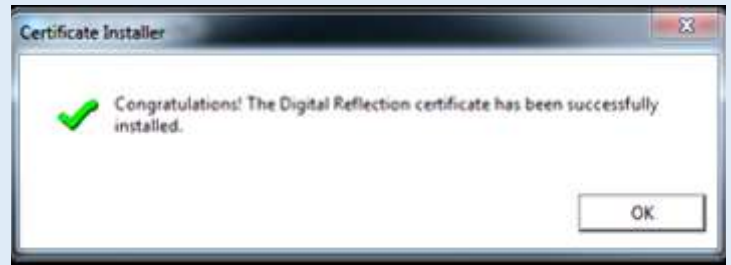 Certificate Installer
Congratulations! The Digital Reflection certificate has been successfully
installed.
OK